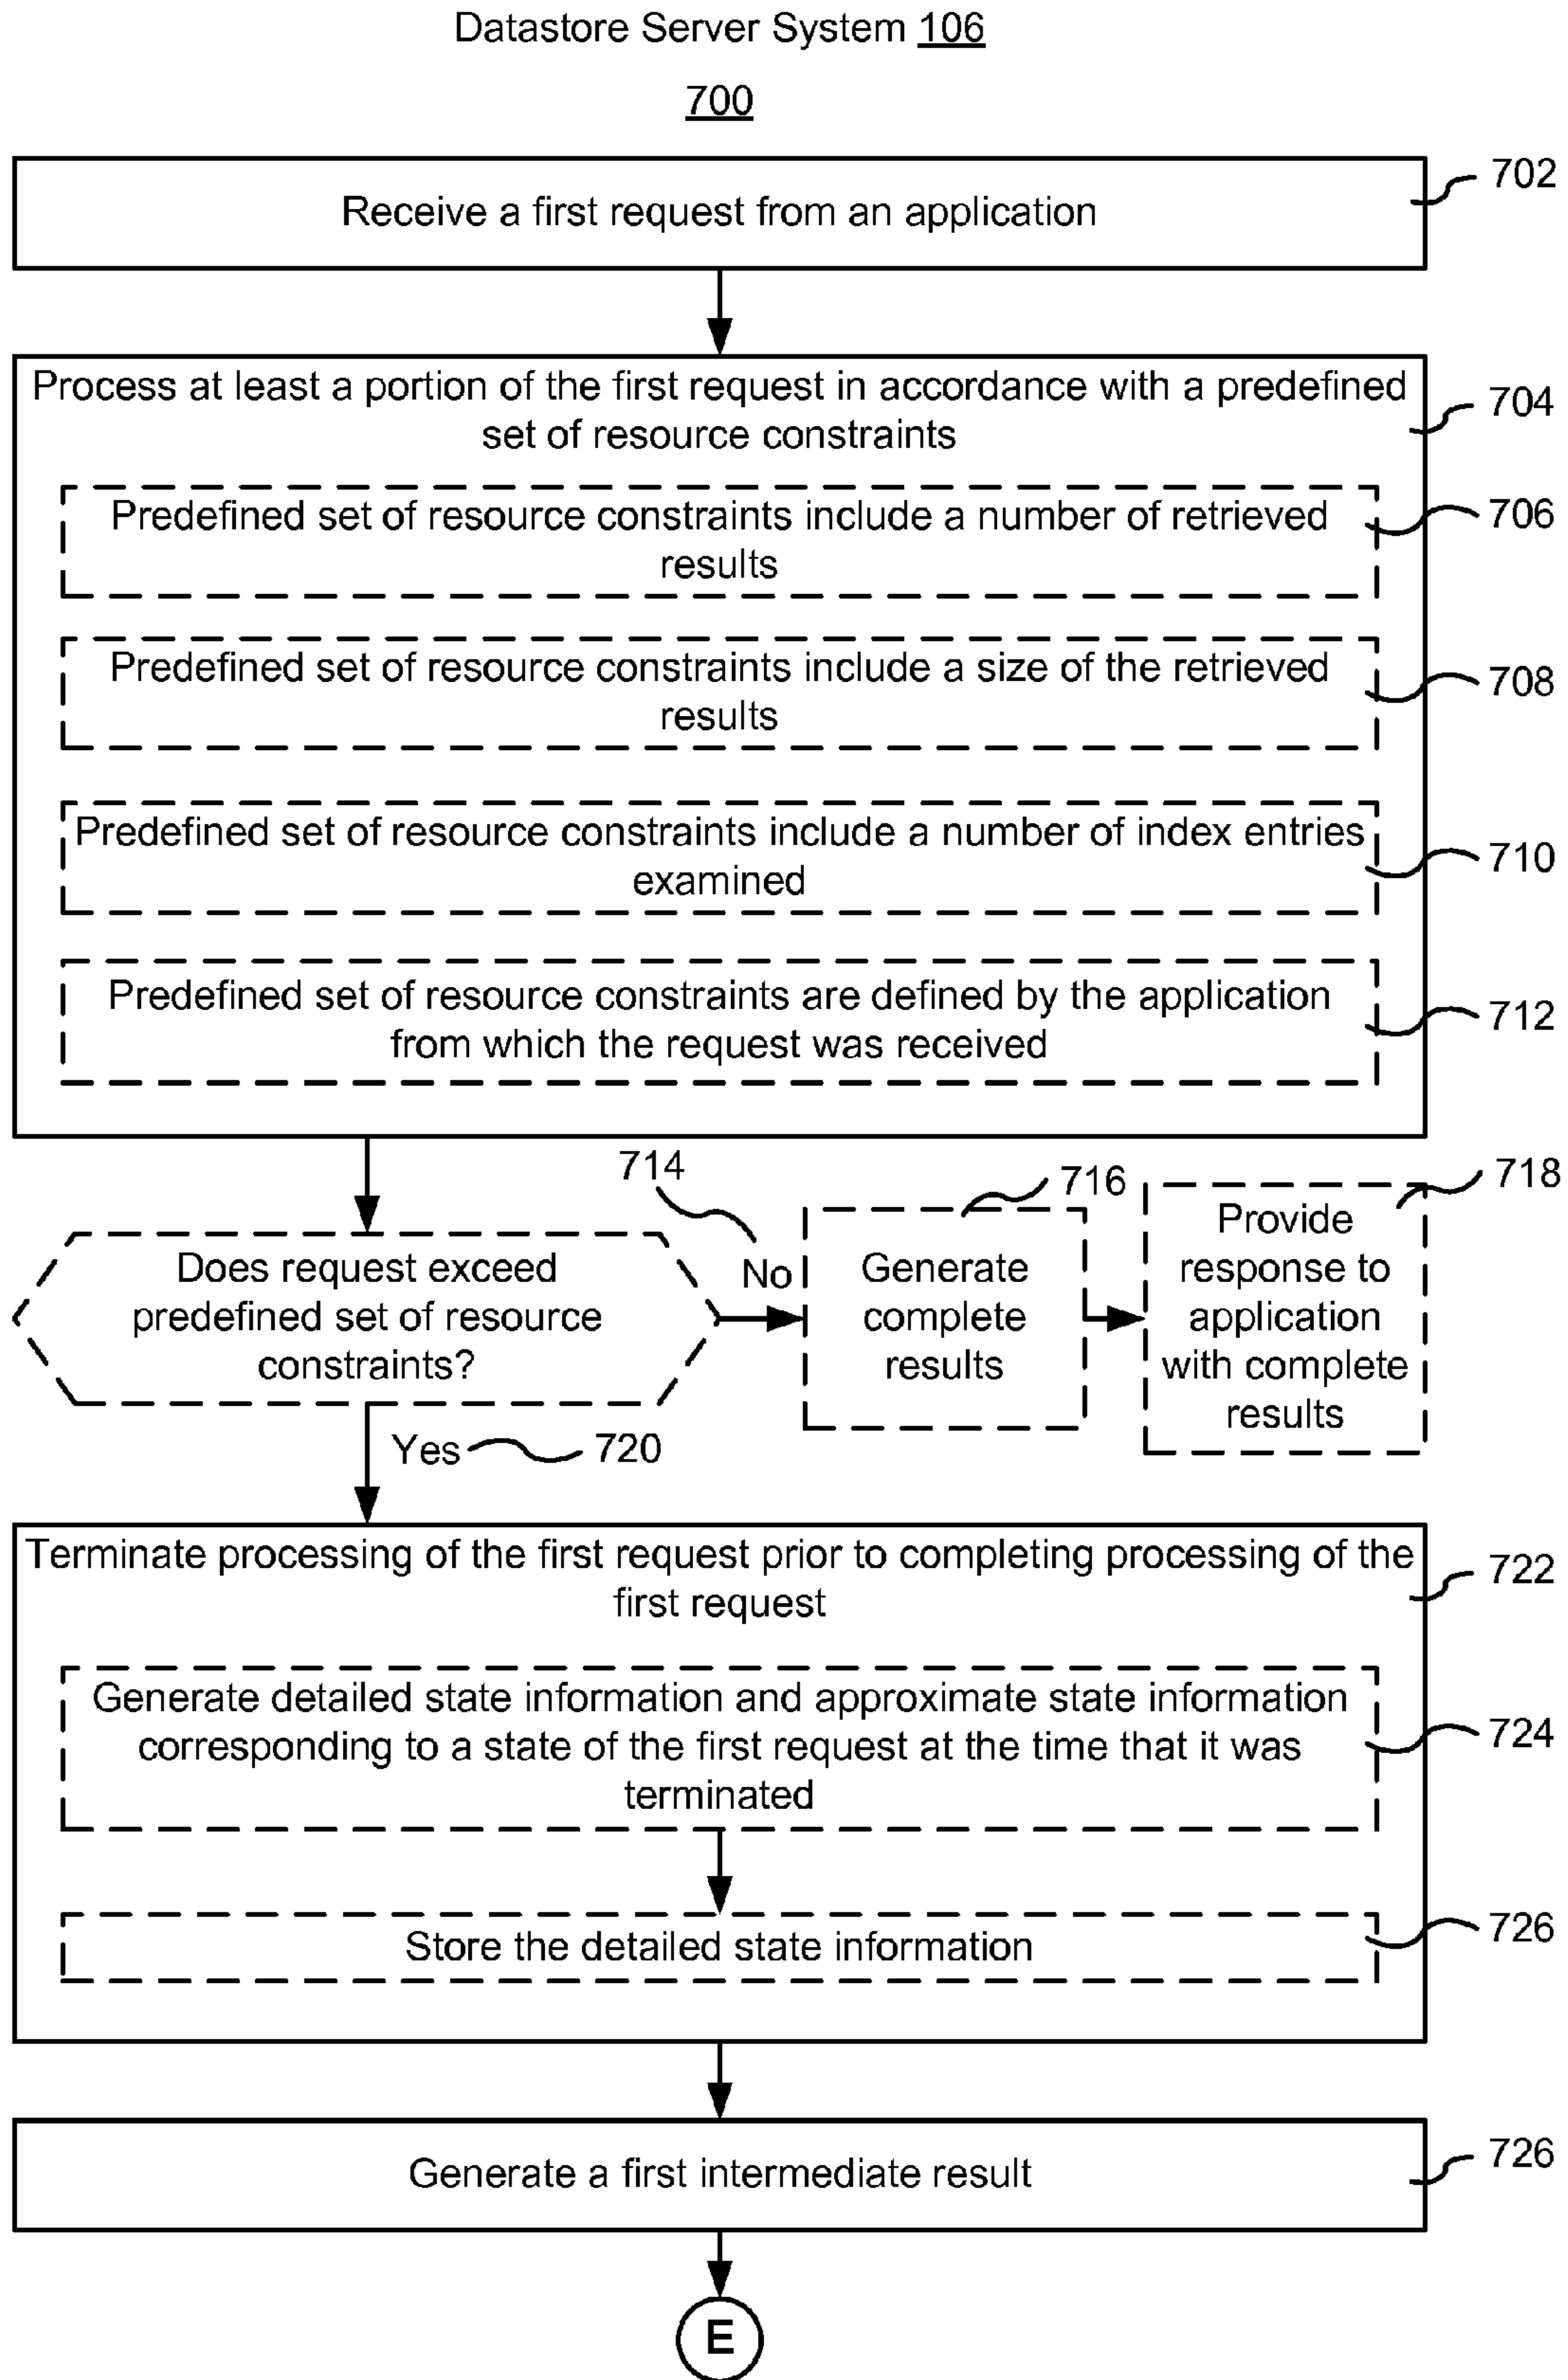 Datastore Server System 106
700
702
Receive a first request from an application
Process at least a portion of the first request in accordance with a predefined
set of resource constraints
704
Predefined set of resource constraints include a number of retrieved
results
706
Predefined set of resource constraints include a size of the retrieved
results
708
Predefined set of resource constraints include a number of index entries
examined
710
Predefined set of resource constraints are defined by the application
from which the request was received
712
714
716
718
Does request exceed
predefined set of resource
constraints?
No
Generate
complete
results
Provide
response to
application
with complete
results
Yes
720
Terminate processing of the first request prior to completing processing of the
first request
722
Generate detailed state information and approximate state information
corresponding to a state of the first request at the time that it was
terminated
724
Store the detailed state information
726
Generate a first intermediate result
726
E